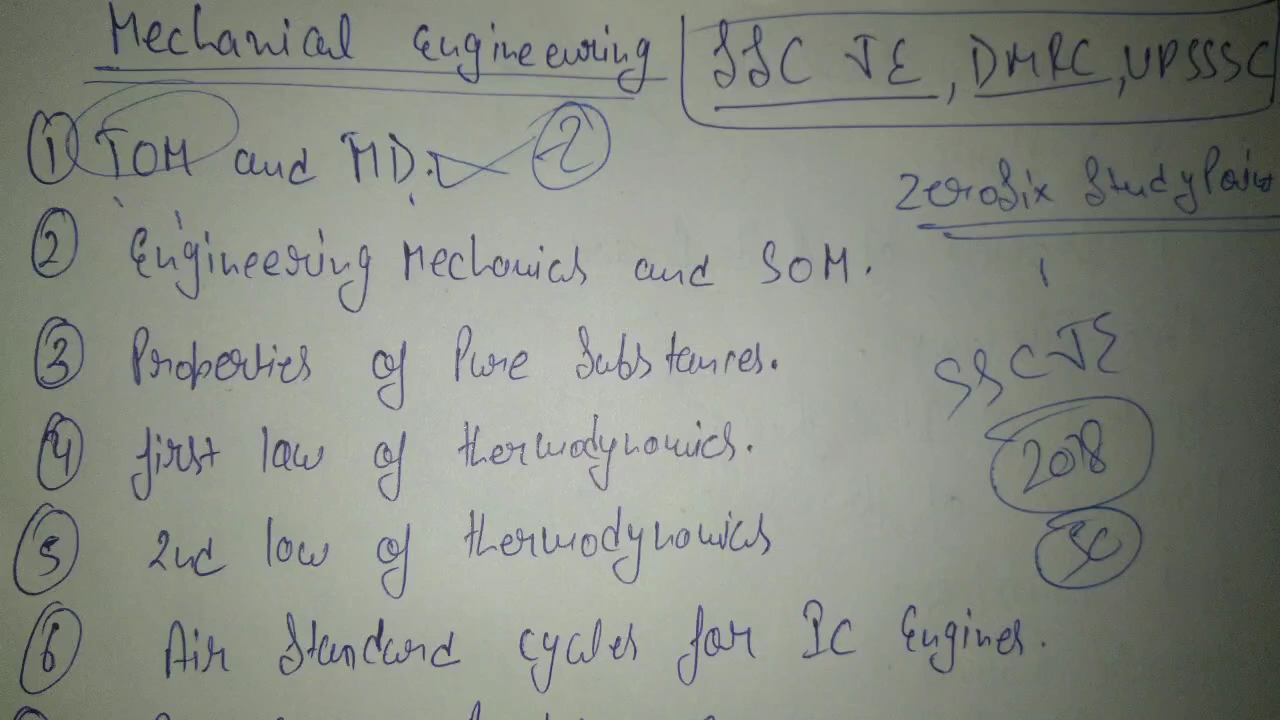 Mechanical Engineering SSC JE, DMRC, UPSSSC
① TOM and MD. ②
ZeroSix StudyPoint
② Engineering Mechanics and SOM.
③ Properties of Pure Substances.
SSC JE
④ first law of thermodynamics.
2018
⑤ 2nd law of thermodynamics
⑥ Air Standard cycles for IC Engines.